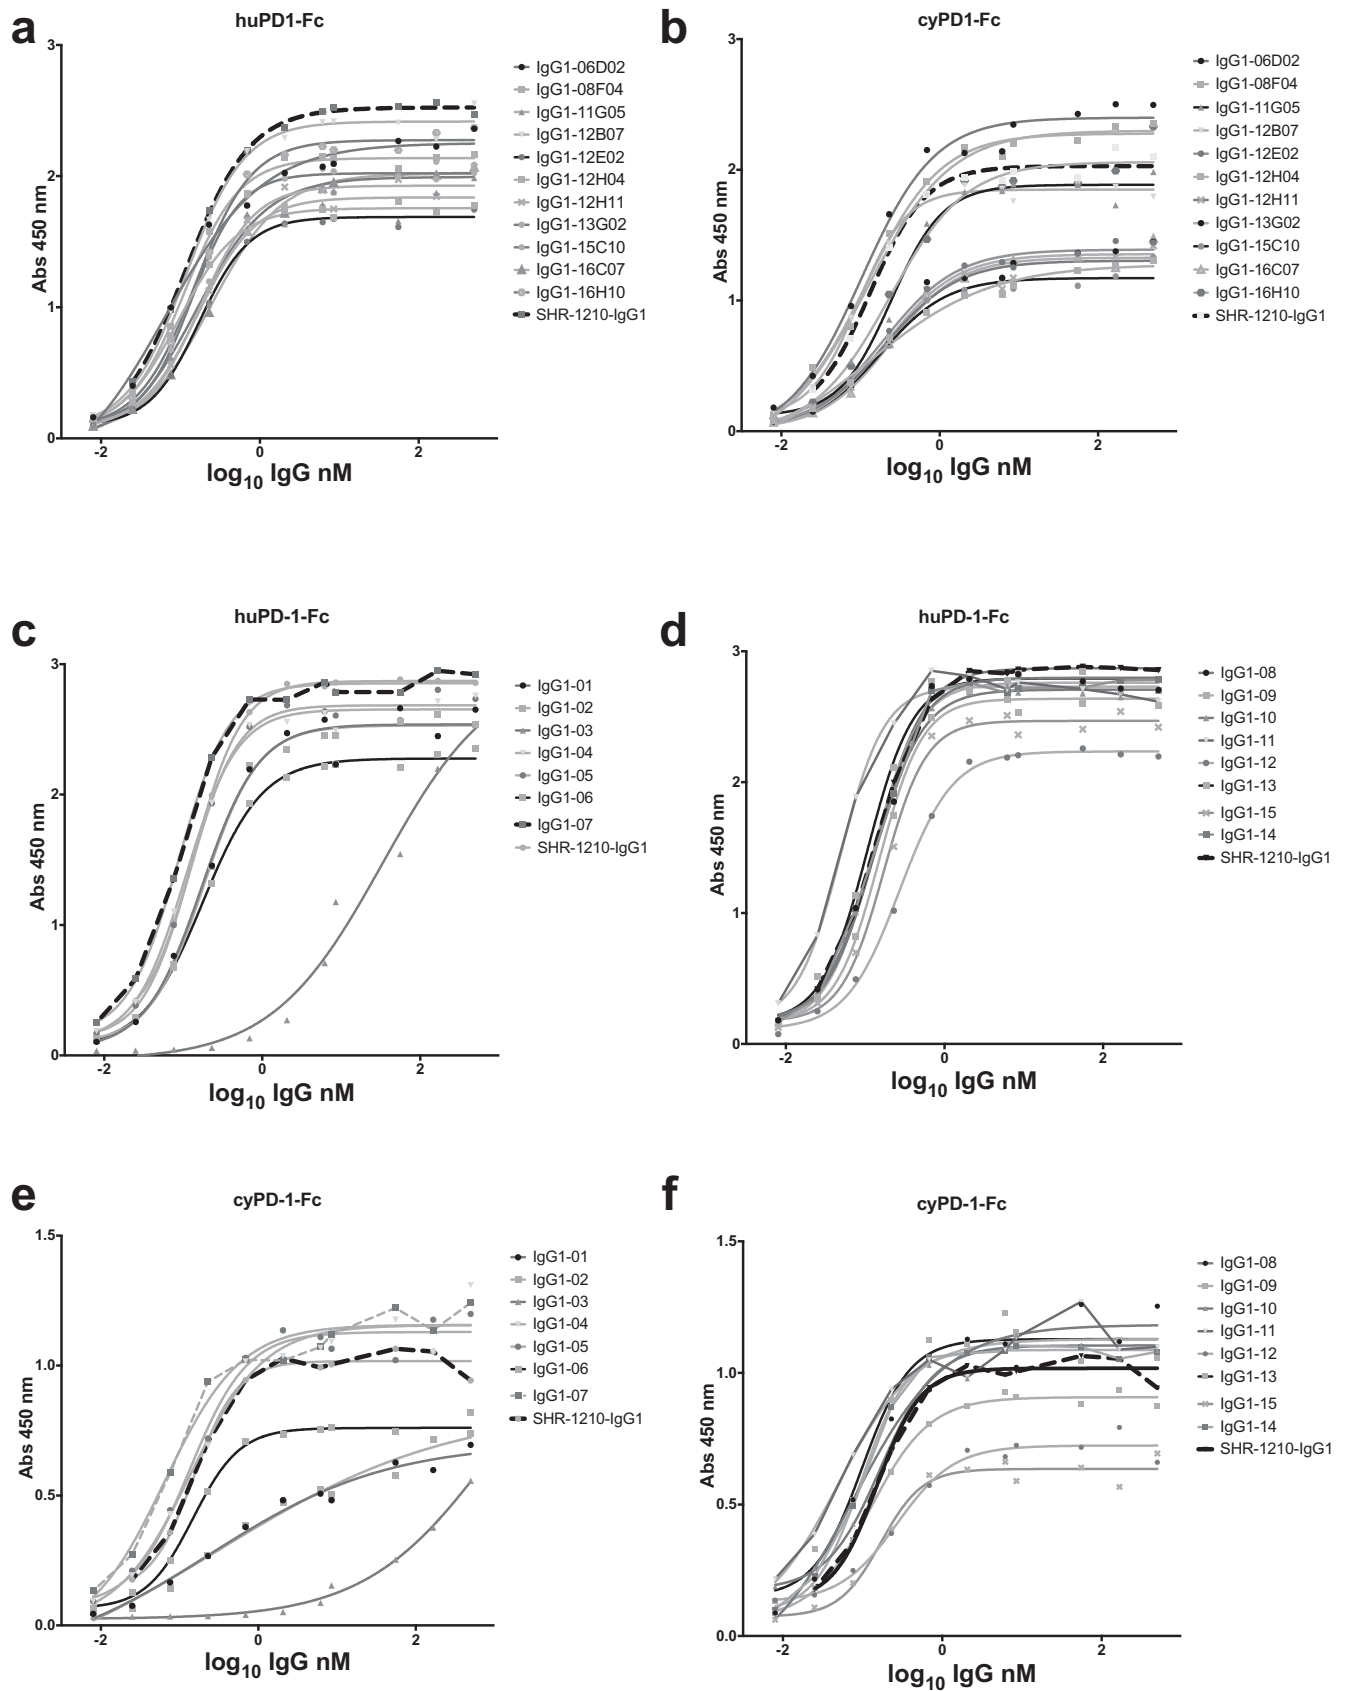 a
huPD1-Fc
3
2
1
0
Abs 450 nm
-2
0
2
log10 IgG nM
IgG1-06D02
IgG1-08F04
IgG1-11G05
IgG1-12B07
IgG1-12E02
IgG1-12H04
IgG1-12H11
IgG1-13G02
IgG1-15C10
IgG1-16C07
IgG1-16H10
SHR-1210-IgG1
b
cyPD1-Fc
3
2
1
0
Abs 450 nm
-2
0
2
log10 IgG nM
IgG1-06D02
IgG1-08F04
IgG1-11G05
IgG1-12B07
IgG1-12E02
IgG1-12H04
IgG1-12H11
IgG1-13G02
IgG1-15C10
IgG1-16C07
IgG1-16H10
SHR-1210-IgG1
c
huPD-1-Fc
3
2
1
0
Abs 450 nm
-2
0
2
log10 IgG nM
IgG1-01
IgG1-02
IgG1-03
IgG1-04
IgG1-05
IgG1-06
IgG1-07
SHR-1210-IgG1
d
huPD-1-Fc
3
2
1
0
Abs 450 nm
-2
0
2
log10 IgG nM
IgG1-08
IgG1-09
IgG1-10
IgG1-11
IgG1-12
IgG1-13
IgG1-15
IgG1-14
SHR-1210-IgG1
e
cyPD-1-Fc
1.5
1.0
0.5
0.0
Abs 450 nm
-2
0
2
log10 IgG nM
IgG1-01
IgG1-02
IgG1-03
IgG1-04
IgG1-05
IgG1-06
IgG1-07
SHR-1210-IgG1
f
cyPD-1-Fc
1.5
1.0
0.5
0.0
Abs 450 nm
-2
0
2
log10 IgG nM
IgG1-08
IgG1-09
IgG1-10
IgG1-11
IgG1-12
IgG1-13
IgG1-15
IgG1-14
SHR-1210-IgG1